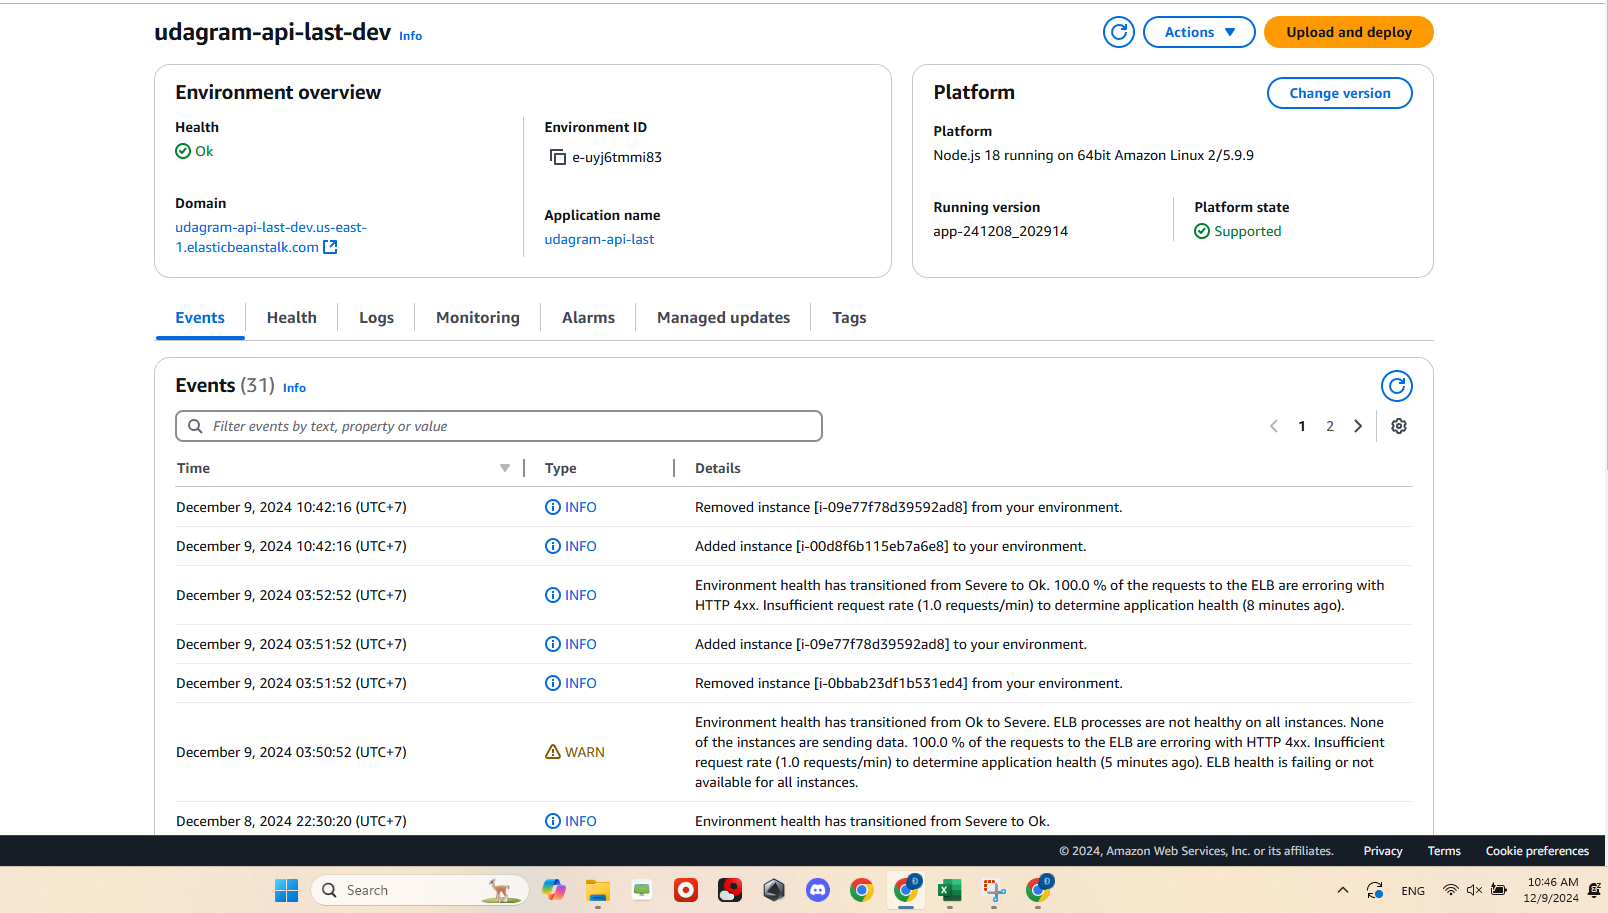 udagram-api-last-dev Info
Actions
Upload and deploy
Environment overview
Health
Ok
Domain
udagram-api-last-dev.us-east-
1.elasticbeanstalk.com
Environment ID
e-uyj6tmmi83
Application name
udagram-api-last
Platform
Change version
Platform
Node.js 18 running on 64bit Amazon Linux 2/5.9.9
Running version
app-241208_202914
Platform state
Supported
Events Health Logs Monitoring Alarms Managed updates Tags
Events (31) Info
Filter events by text, property or value
1 2
Time Type Details
December 9, 2024 10:42:16 (UTC+7) INFO Removed instance [i-09e77f78d39592ad8] from your environment.
December 9, 2024 10:42:16 (UTC+7) INFO Added instance [i-00d8f6b115eb7a6e8] to your environment.
December 9, 2024 03:52:52 (UTC+7) INFO Environment health has transitioned from Severe to Ok. 100.0 % of the requests to the ELB are erroring with
HTTP 4xx. Insufficient request rate (1.0 requests/min) to determine application health (8 minutes ago).
December 9, 2024 03:51:52 (UTC+7) INFO Added instance [i-09e77f78d39592ad8] to your environment.
December 9, 2024 03:51:52 (UTC+7) INFO Removed instance [i-0bbab23df1b531ed4] from your environment.
December 9, 2024 03:50:52 (UTC+7) WARN Environment health has transitioned from Ok to Severe. ELB processes are not healthy on all instances. None
of the instances are sending data. 100.0 % of the requests to the ELB are erroring with HTTP 4xx. Insufficient
request rate (1.0 requests/min) to determine application health (5 minutes ago). ELB health is failing or not
available for all instances.
December 8, 2024 22:30:20 (UTC+7) INFO Environment health has transitioned from Severe to Ok.
© 2024, Amazon Web Services, Inc. or its affiliates. Privacy Terms Cookie preferences
Search
ENG
10:46 AM
12/9/2024